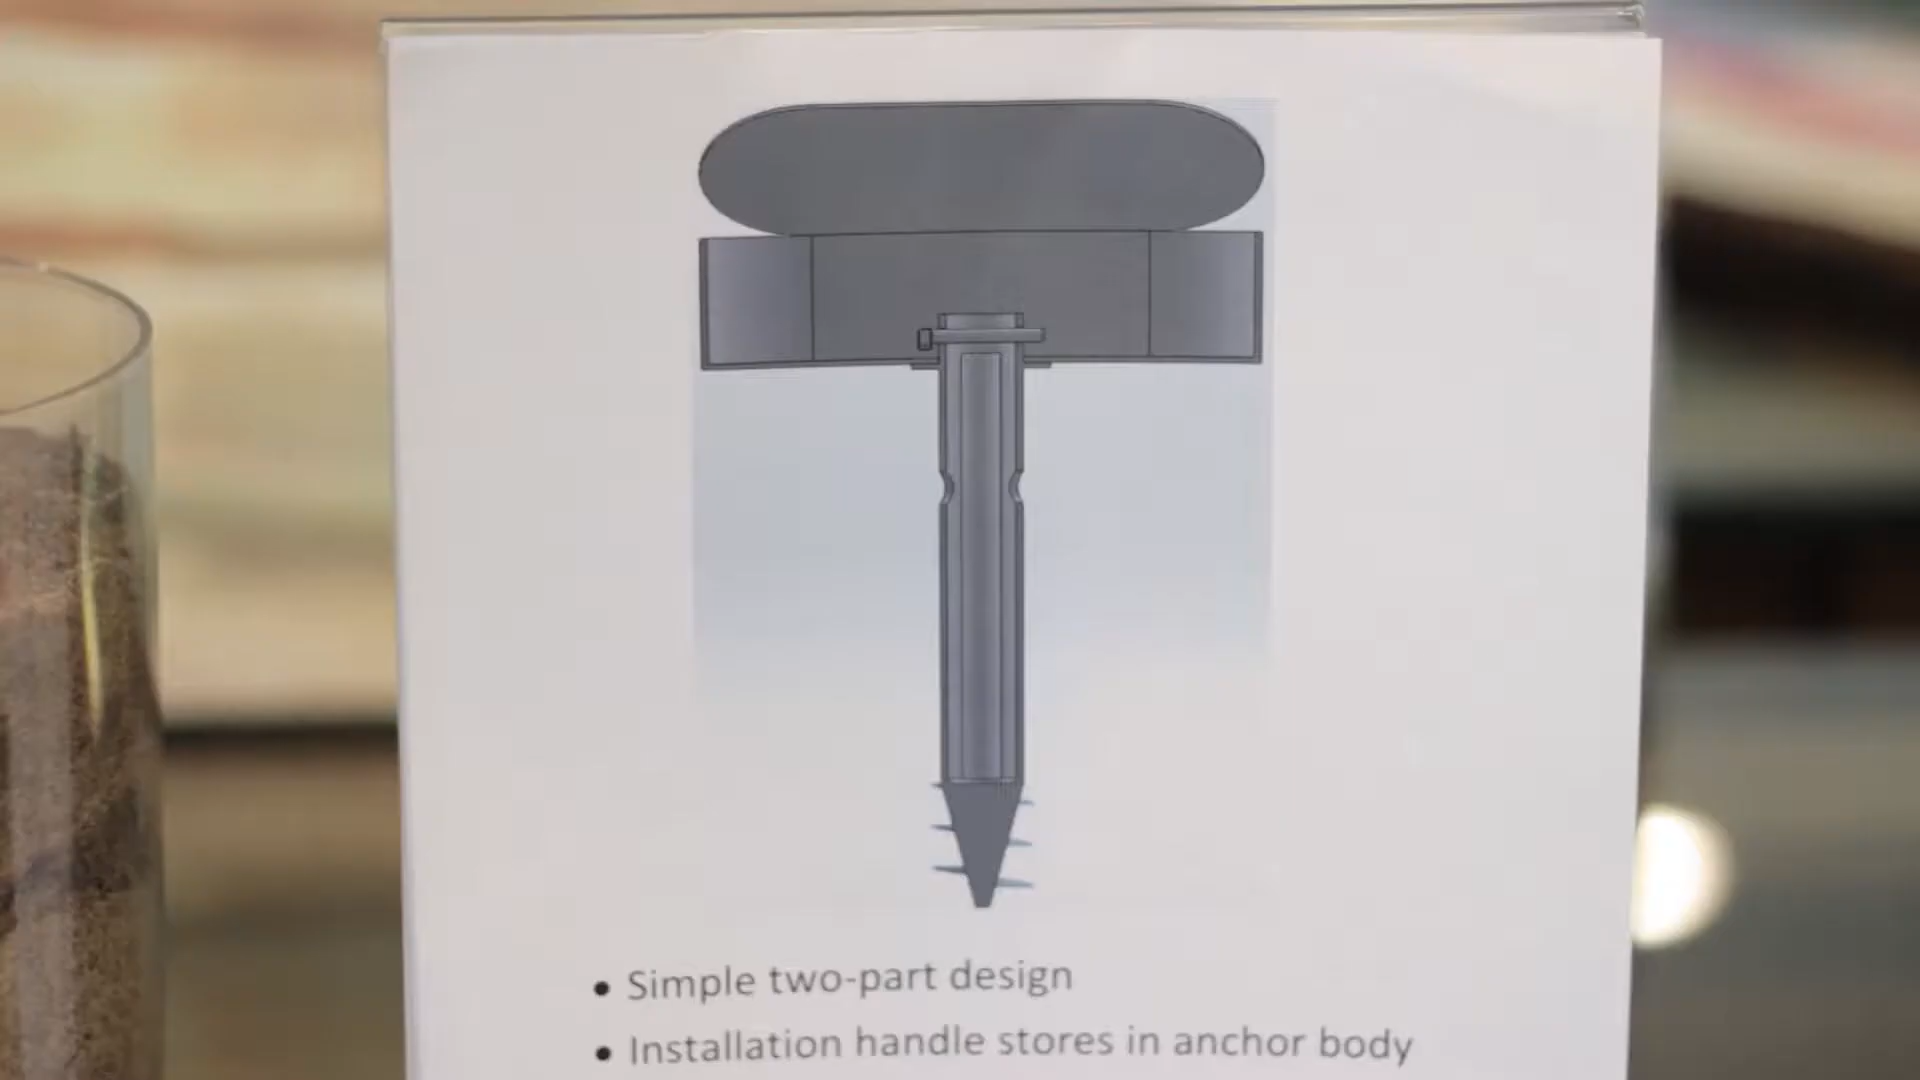 • Simple two-part design
• Installation handle stores in anchor body